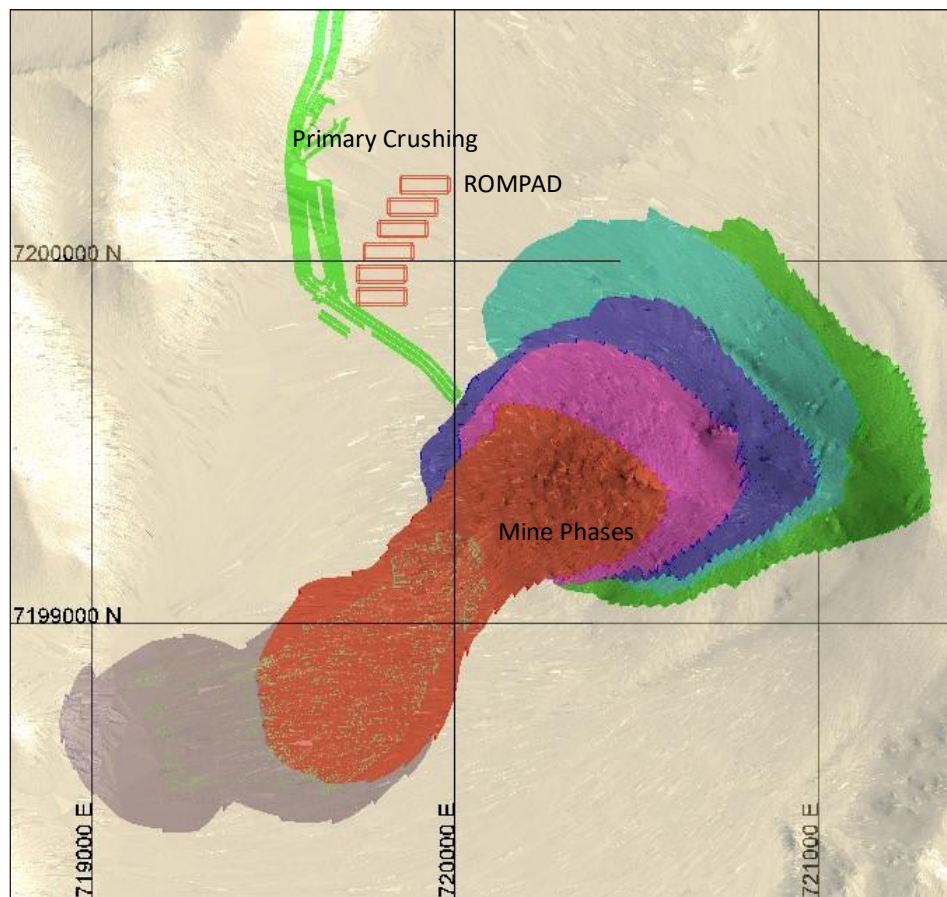 Primary Crushing
ROMPAD
7200000 N
Mine Phases
7199000 N
719000 E
720000 E
721000 E